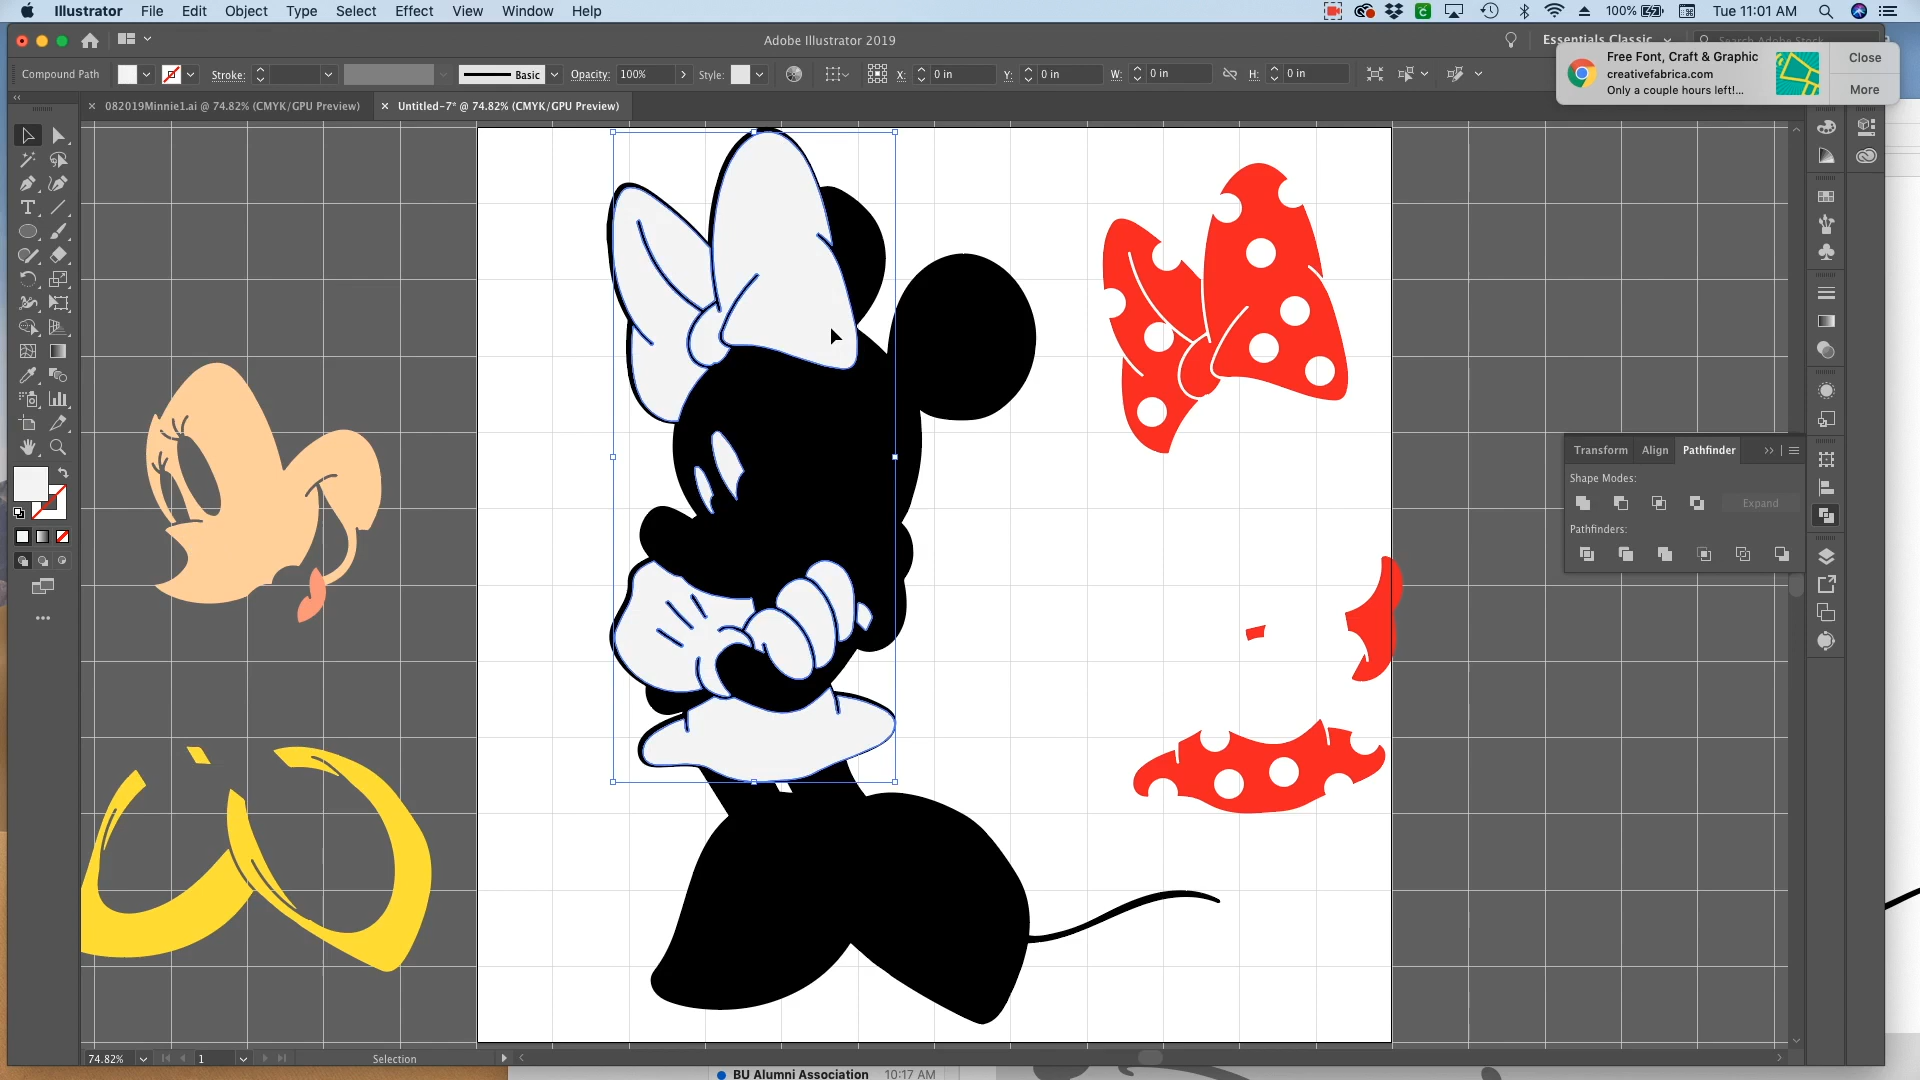 Illustrator File Edit Object Type Select Effect View Window Help 100% Tue 11:01 AM
Adobe Illustrator 2019
Essentials Classic
Search Adobe Stock
Compound Path Stroke: Basic Opacity: 100% Style: X: 0 in Y: 0 in W: 0 in H: 0 in
Free Font, Craft & Graphic
creativefabrica.com
Only a couple hours left!...
Close
More
082019Minnie1.ai @ 74.82% (CMYK/GPU Preview)
Untitled-7* @ 74.82% (CMYK/GPU Preview)
Transform Align Pathfinder
Shape Modes:
Expand
Pathfinders:
74.82% 1 Selection
BU Alumni Association 10:17 AM